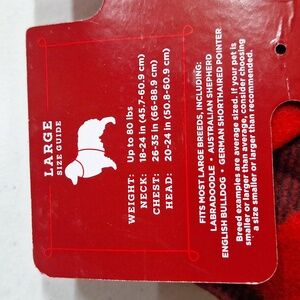 LARGE
SIZE GUIDE
WEIGHT: Up to 80 lbs
NECK: 18-24 in (45.7-60.9 cm)
CHEST: 26-35 in (66-88.9 cm)
HEAD: 20-24 in (50.8-60.9 cm)
FITS MOST LARGE BREEDS, INCLUDING:
LABRADOODLE • AUSTRALIAN SHEPHERD
ENGLISH BULLDOG • GERMAN SHORTHAIRED POINTER
Breed examples are average sized. If your pet is
smaller or larger than average, consider choosing
a size smaller or larger than recommended.